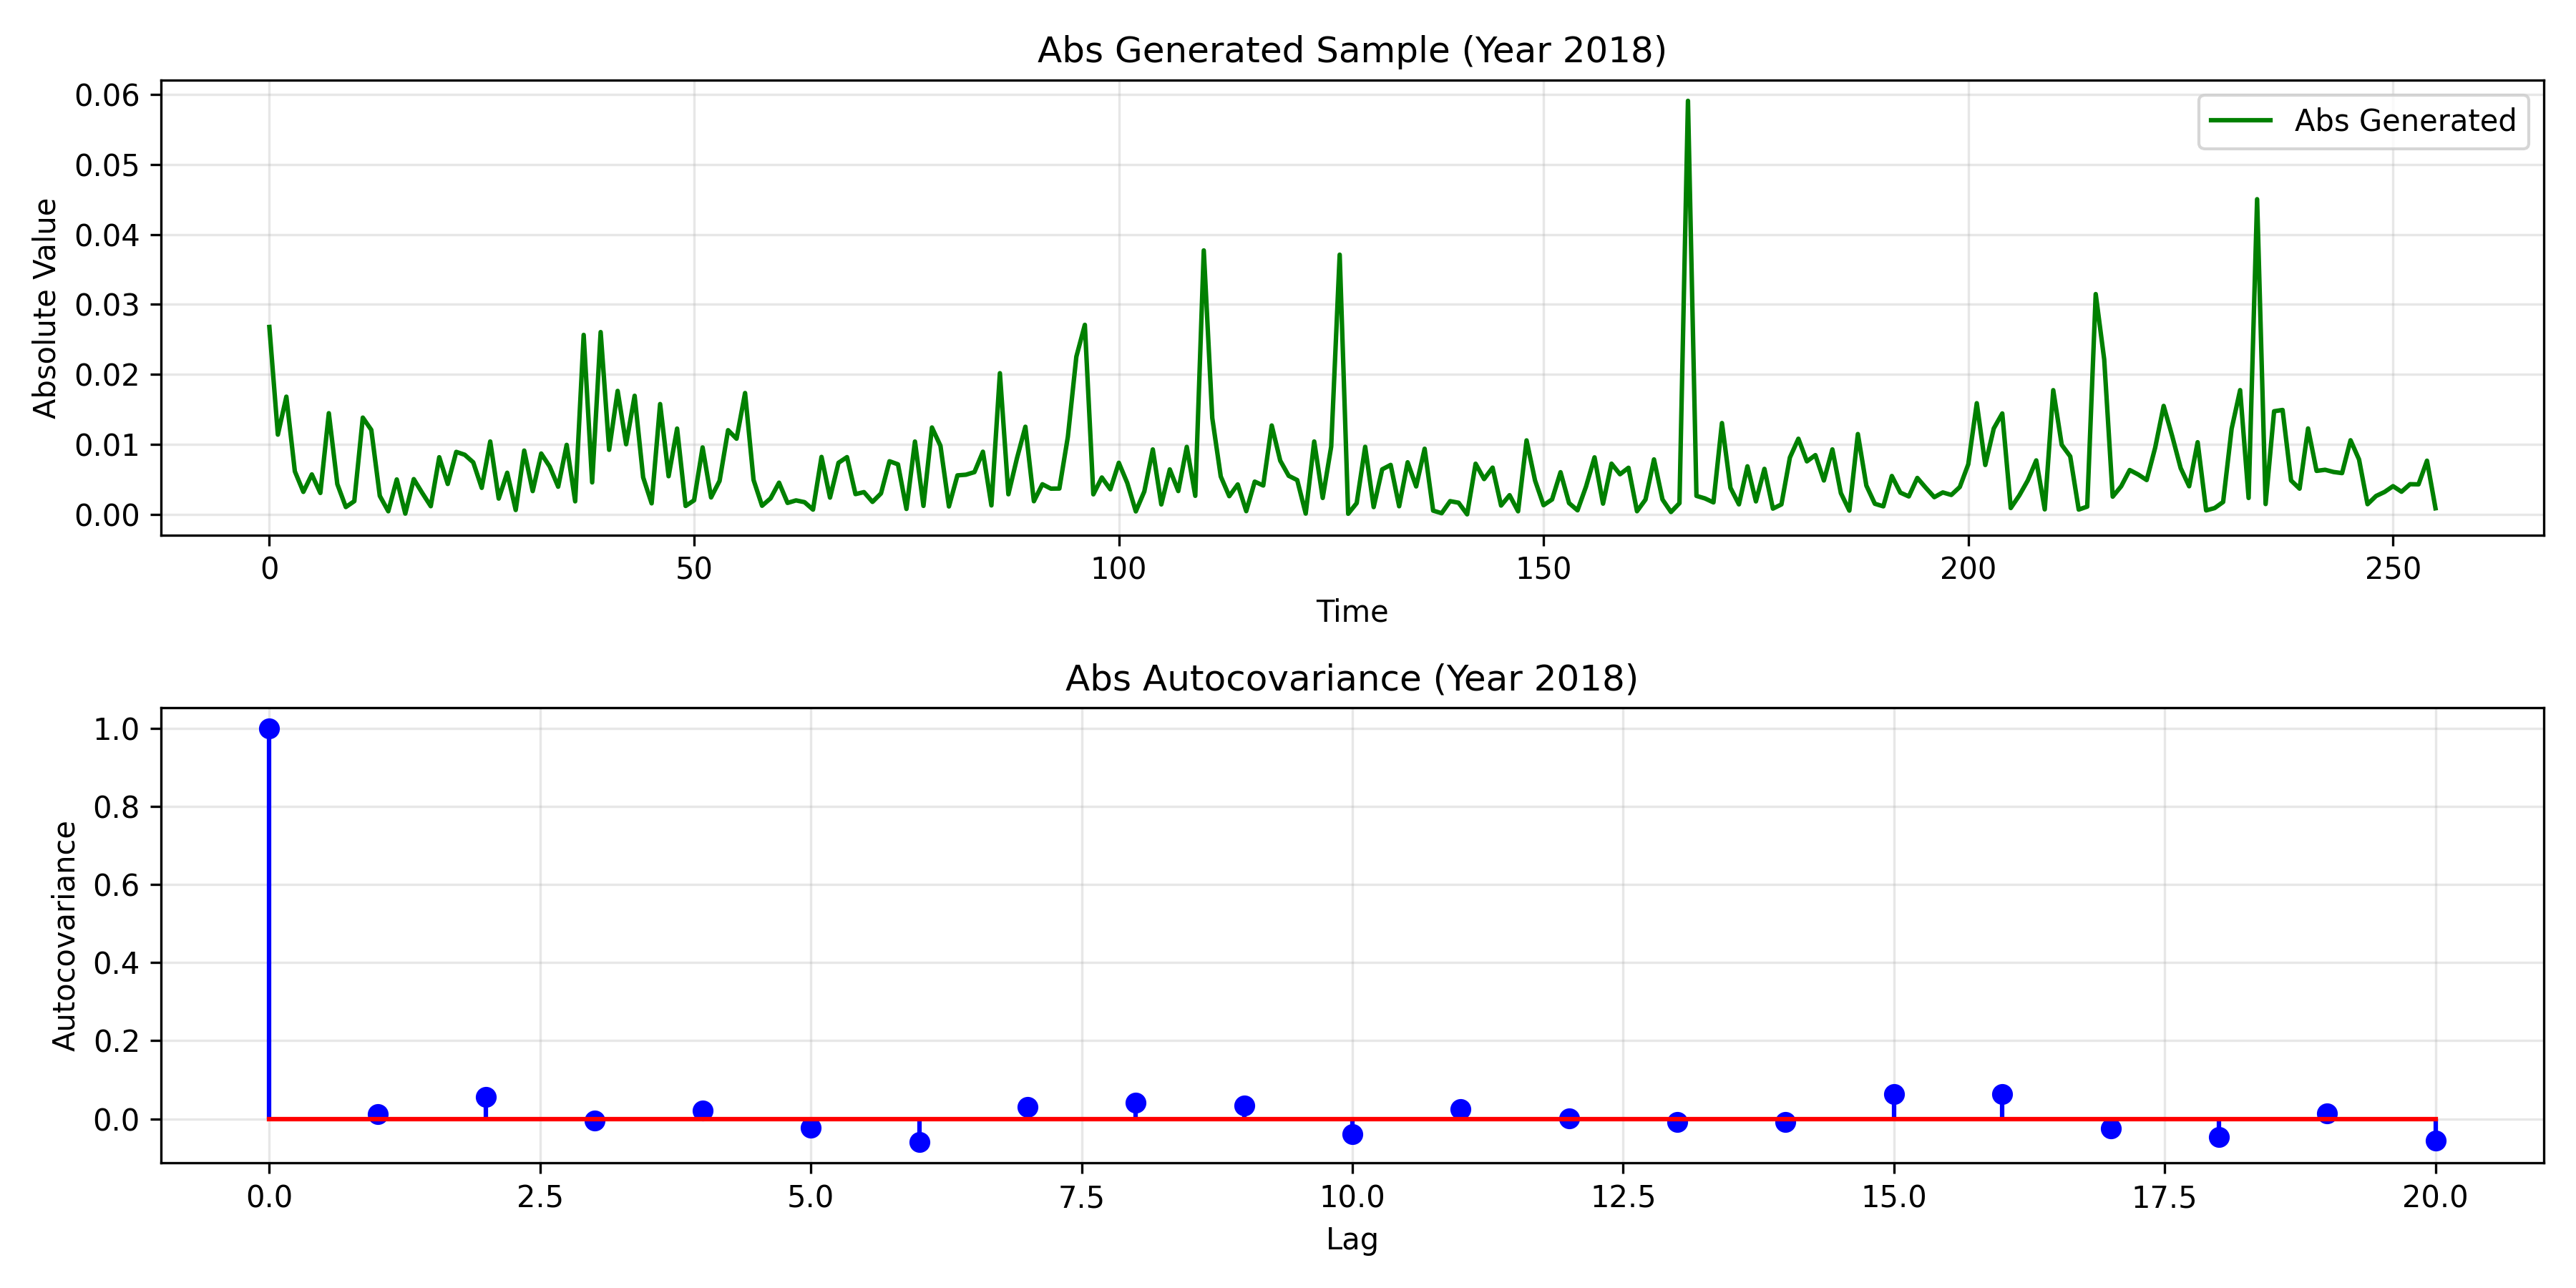 Abs Generated Sample (Year 2018)
Absolute Value
0.06
0.05
0.04
0.03
0.02
0.01
0.00
Abs Generated
0 50 100 150 200 250
Time
Abs Autocovariance (Year 2018)
Autocovariance
1.0
0.8
0.6
0.4
0.2
0.0
0.0 2.5 5.0 7.5 10.0 12.5 15.0 17.5 20.0
Lag